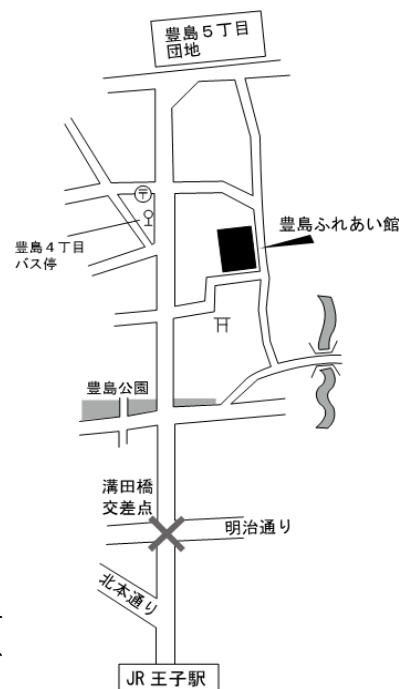 豊島５丁目
団地
〒
豊島４丁目
バス停
豊島ふれあい館
豊島公園
溝田橋
交差点
明治通り
北本通り
JR 王子駅